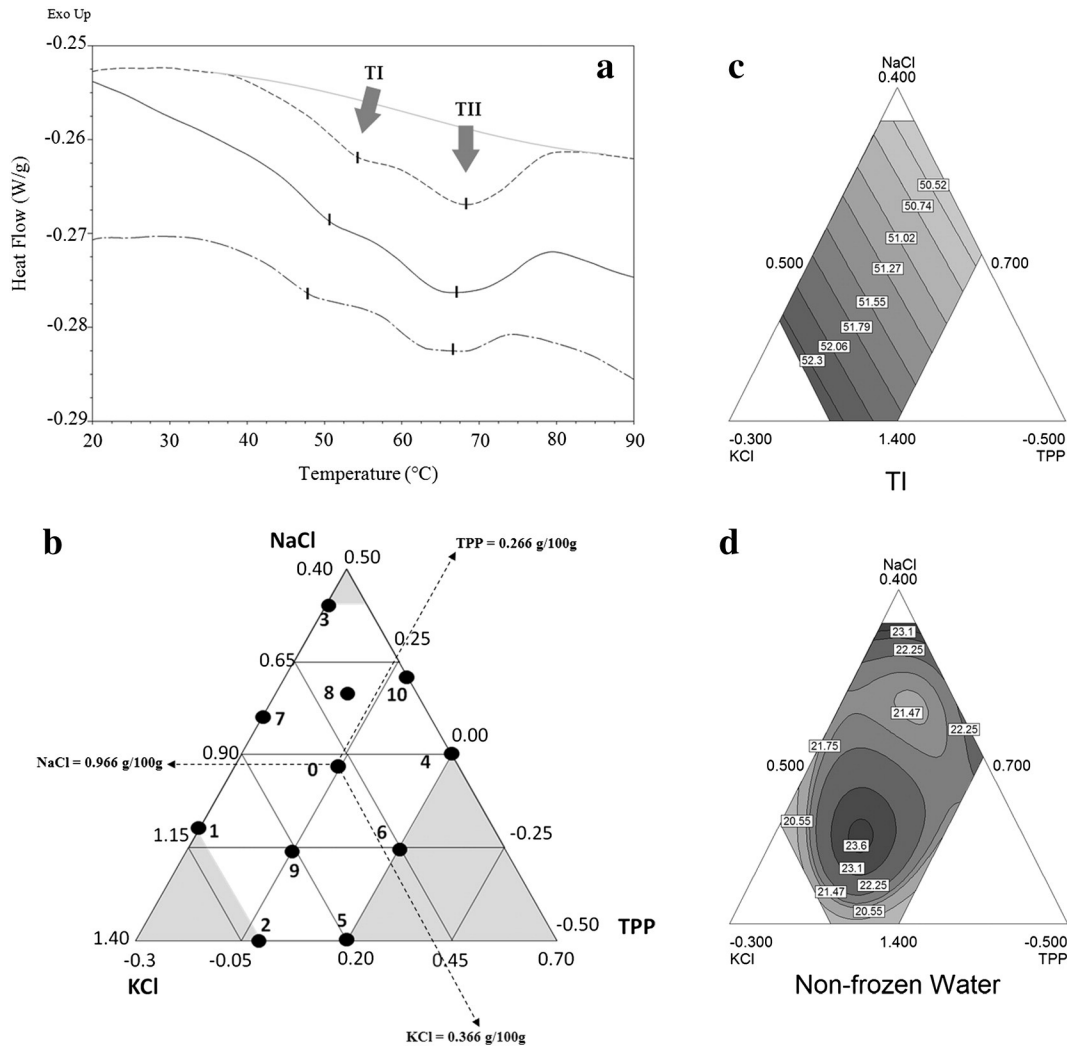 Exo Up
a
-0.25
-0.26
-0.27
-0.28
-0.29
Heat Flow (W/g)
TI
TII
20 30 40 50 60 70 80 90
Temperature (°C)
c
NaCl
0.400
50.52
50.74
51.02
51.27
51.55
51.79
52.06
52.3
0.500
0.700
-0.300 1.400 -0.500
KCl TPP
TI
b
NaCl
TPP = 0.266 g/100g
0.40 0.50
3
0.25
0.65
8
10
7
0.90
0.00
NaCl = 0.966 g/100g
0
4
1.15
1
6
-0.25
9
2
5
-0.50
TPP
1.40
-0.3 -0.05 0.20 0.45 0.70
KCl
KCl = 0.366 g/100g
d
NaCl
0.400
23.1
22.25
21.47
22.25
21.75
0.500
0.700
20.55
23.6
23.1
22.25
21.47
20.55
-0.300 1.400 -0.500
KCl TPP
Non-frozen Water